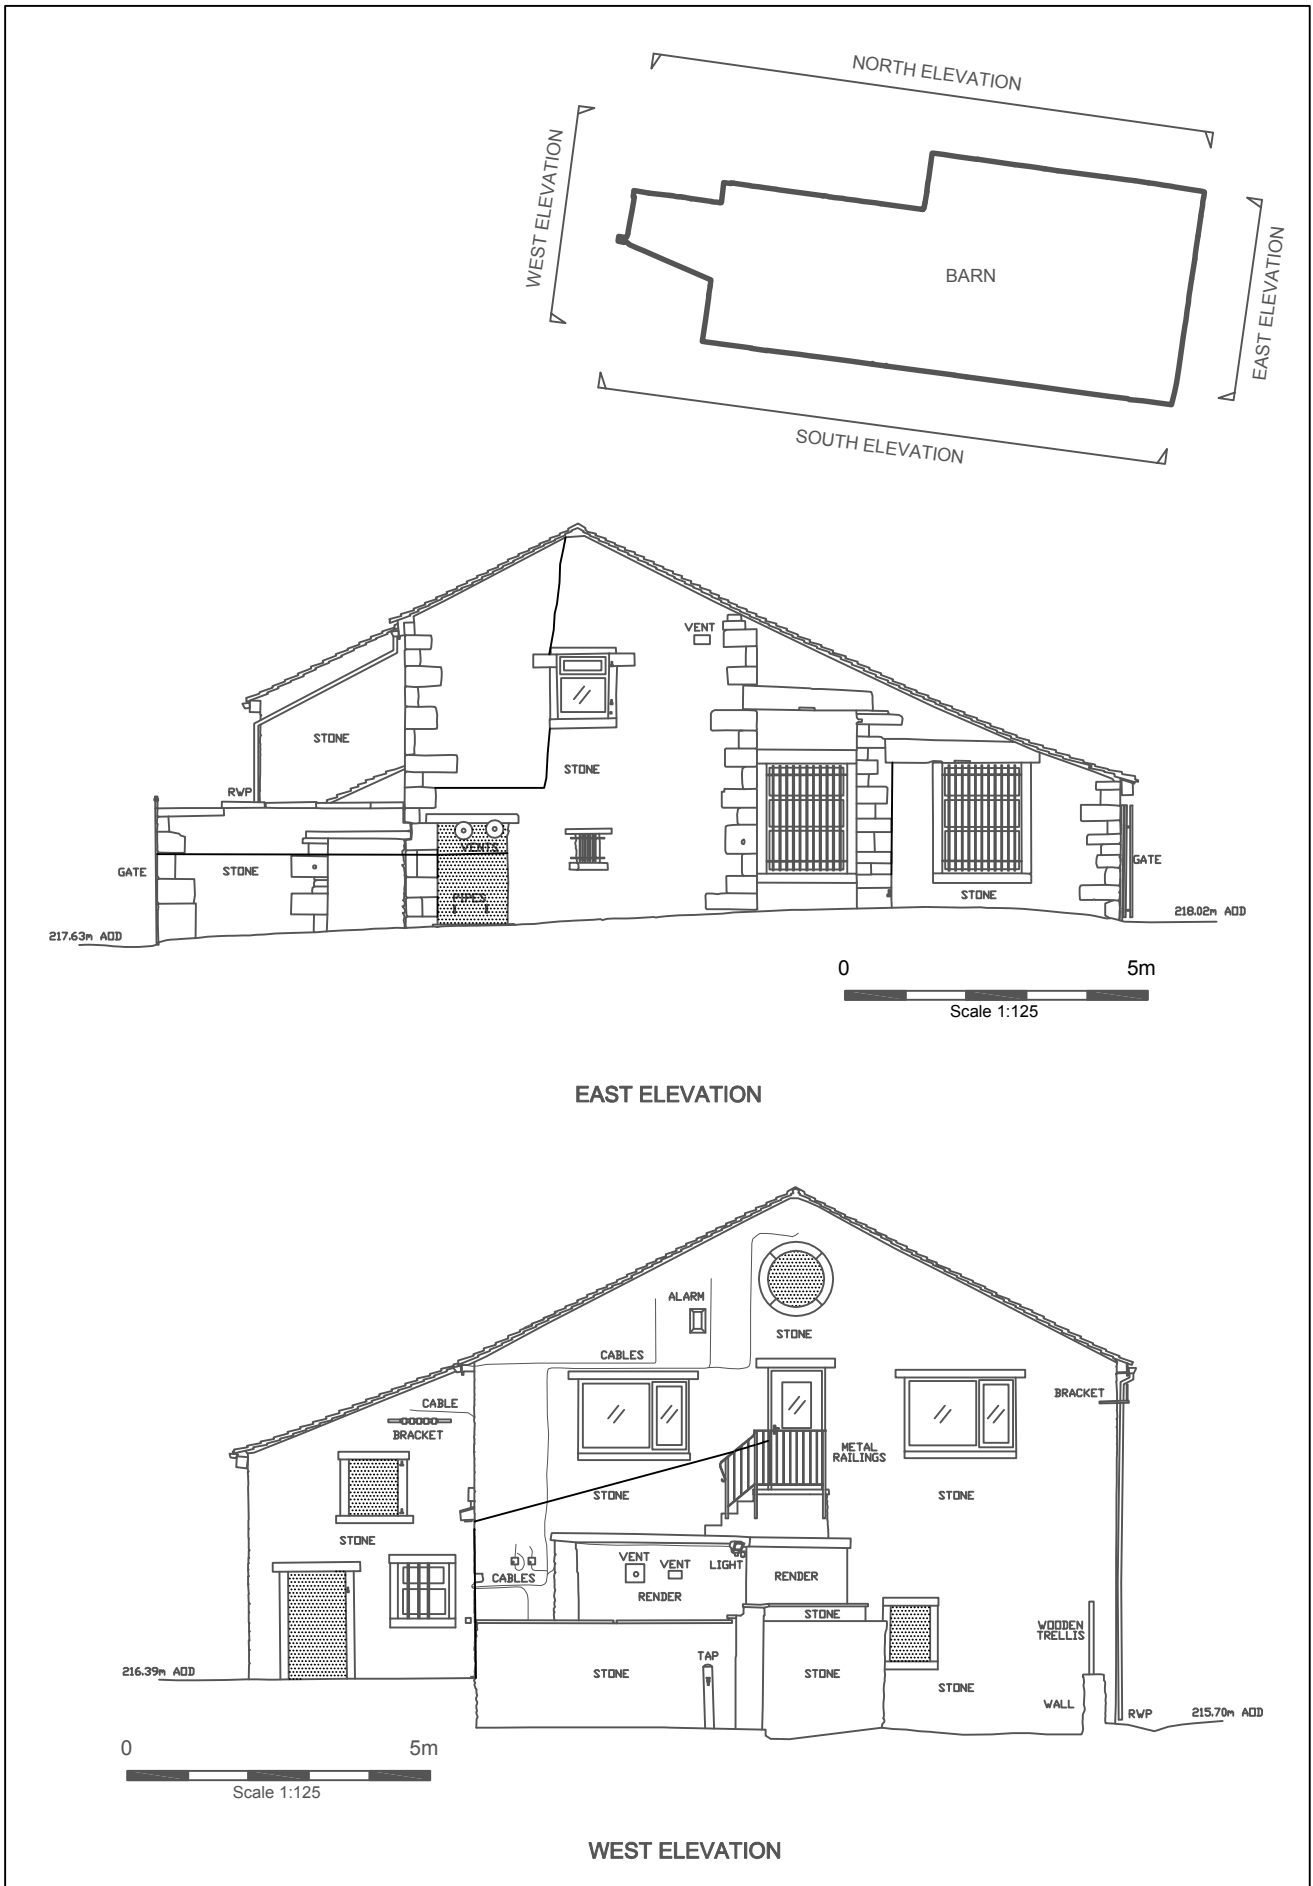 NORTH ELEVATION
WEST ELEVATION
BARN
EAST ELEVATION
SOUTH ELEVATION
VENT
STONE
STONE
RWP
VENTS
GATE
STONE
GATE
PIPES
STONE
218.02m AOD
217.63m AOD
0 5m
Scale 1:125
EAST ELEVATION
ALARM
STONE
CABLES
BRACKET
CABLE
BRACKET
METAL
RAILINGS
STONE
STONE
STONE
VENT
VENT
LIGHT
CABLES
RENDER
RENDER
STONE
WOODEN
TRELLIS
TAP
216.39m AOD
STONE
STONE
STONE
WALL
RWP
215.70m AOD
0 5m
Scale 1:125
WEST ELEVATION